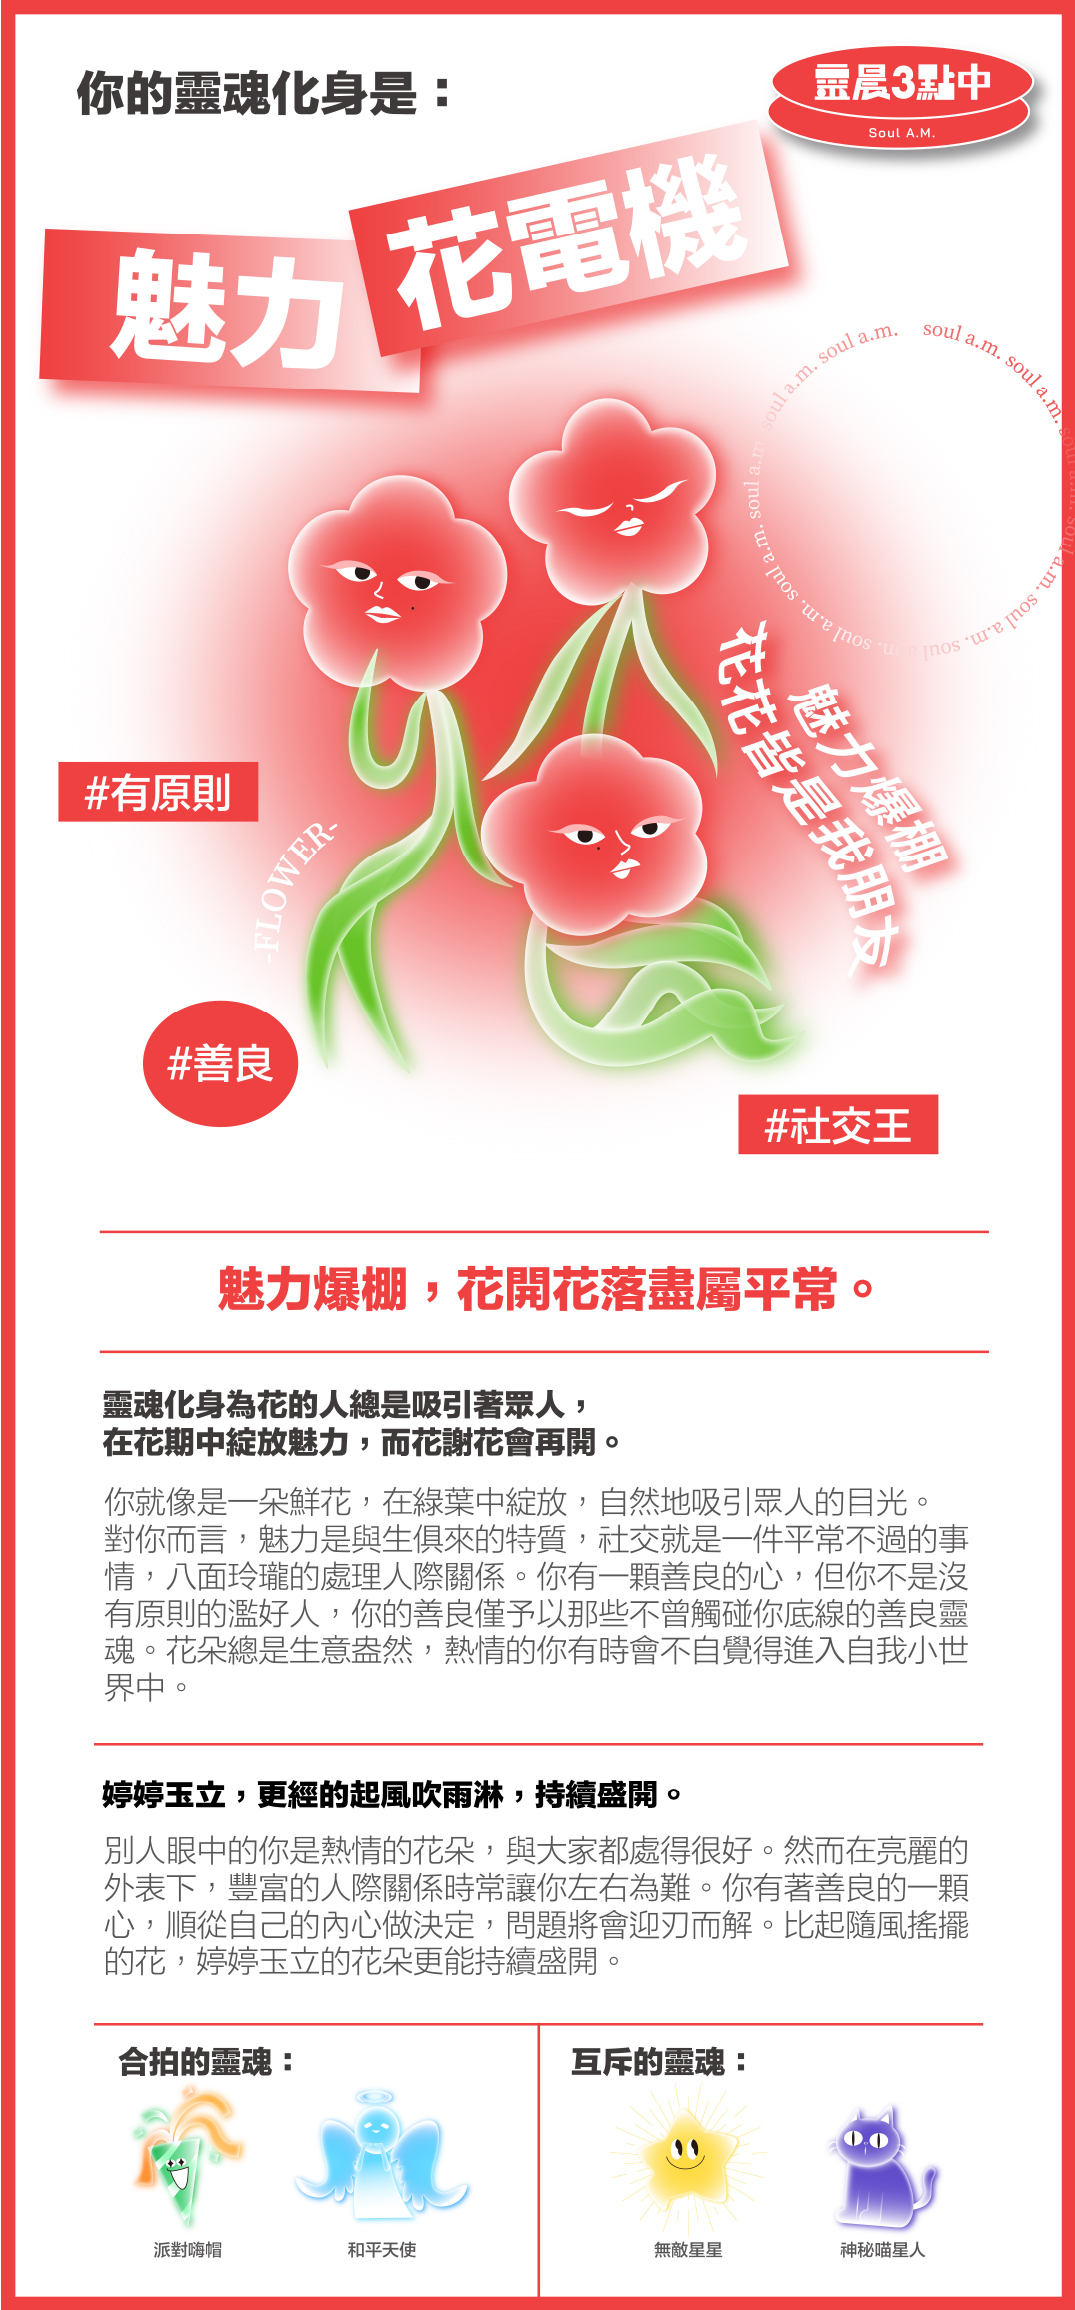 你的靈魂化身是：
靈晨3點中
Soul A.M.
魅力
花電機
soul a.m. soul a.m. soul a.m. soul a.m. soul a.m. soul a.m. soul a.m. soul a.m. soul a.m. soul a.m. soul a.m. soul a.m.
魅力爆棚
花花皆是我朋友
#有原則
-FLOWER-
#善良
#社交王
魅力爆棚，花開花落盡屬平常。
靈魂化身為花的人總是吸引著眾人，
在花期中綻放魅力，而花謝花會再開。
你就像是一朵鮮花，在綠葉中綻放，自然地吸引眾人的目光。
對你而言，魅力是與生俱來的特質，社交就是一件平常不過的事
情，八面玲瓏的處理人際關係。你有一顆善良的心，但你不是沒
有原則的濫好人，你的善良僅予以那些不曾觸碰你底線的善良靈
魂。花朵總是生意盎然，熱情的你有時會不自覺得進入自我小世
界中。
婷婷玉立，更經的起風吹雨淋，持續盛開。
別人眼中的你是熱情的花朵，與大家都處得很好。然而在亮麗的
外表下，豐富的人際關係時常讓你左右為難。你有著善良的一顆
心，順從自己的內心做決定，問題將會迎刃而解。比起隨風搖擺
的花，婷婷玉立的花朵更能持續盛開。
合拍的靈魂：
互斥的靈魂：
派對嗨帽
和平天使
無敵星星
神秘喵星人